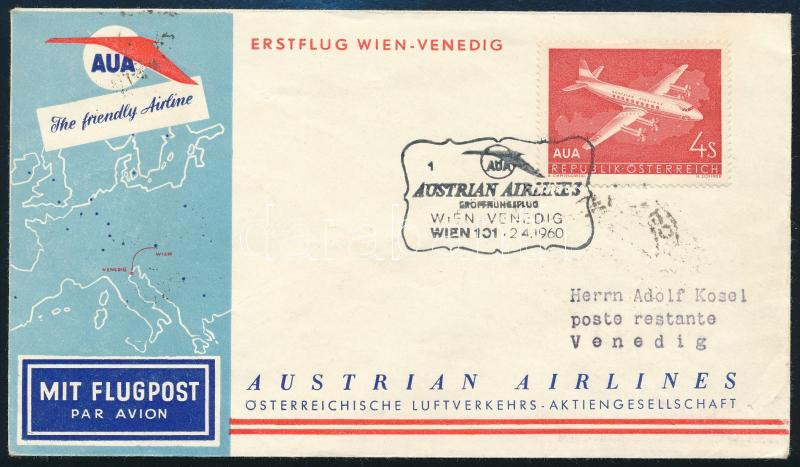 AUA
The friendly Airline
ERSTFLUG WIEN-VENEDIG
AUA
4S
REPUBLIK·ÖSTERREICH
1
AUA
AUSTRIAN AIRLINES
ERÖFFNUNGSFLUG
WIEN-VENEDIG
WIEN 101 · 2.4.1960
VENEDIG
WIEN
Herrn Adolf Kosel
poste restante
Venedig
MIT FLUGPOST
PAR AVION
AUSTRIAN AIRLINES
ÖSTERREICHISCHE LUFTVERKEHRS-AKTIENGESELLSCHAFT